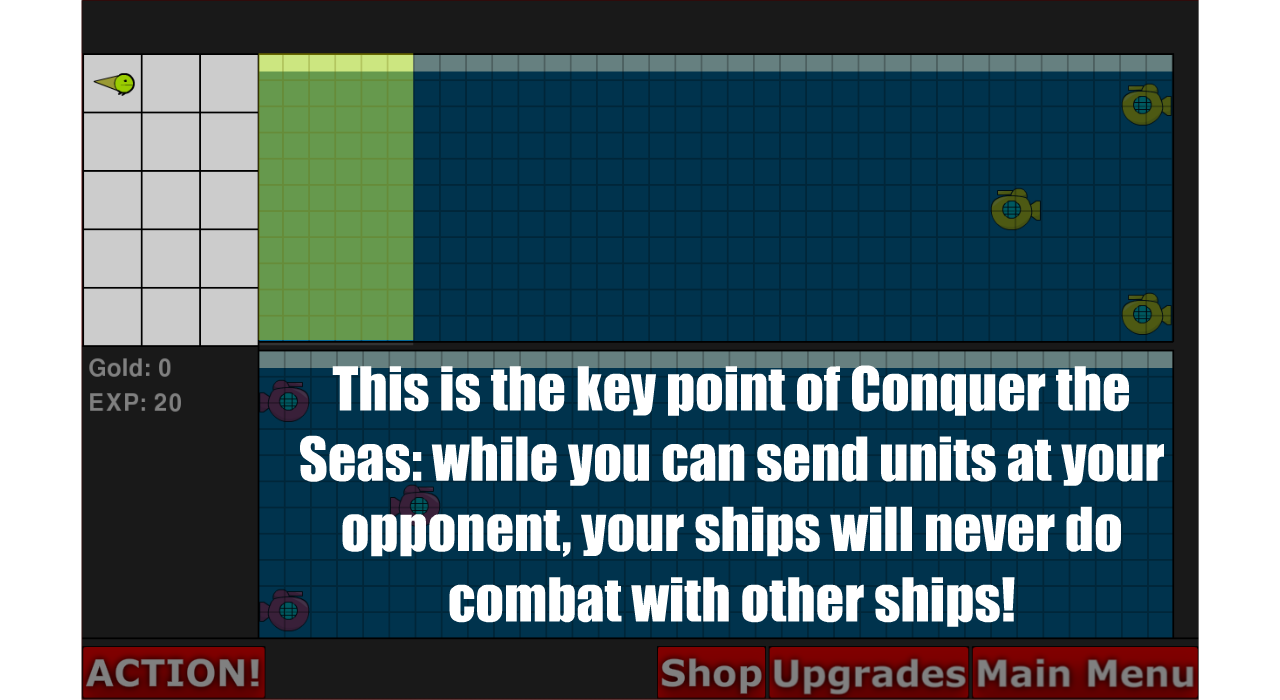 Gold: 0
EXP: 20
This is the key point of Conquer the
Seas: while you can send units at your
opponent, your ships will never do
combat with other ships!
ACTION!
Shop
Upgrades
Main Menu